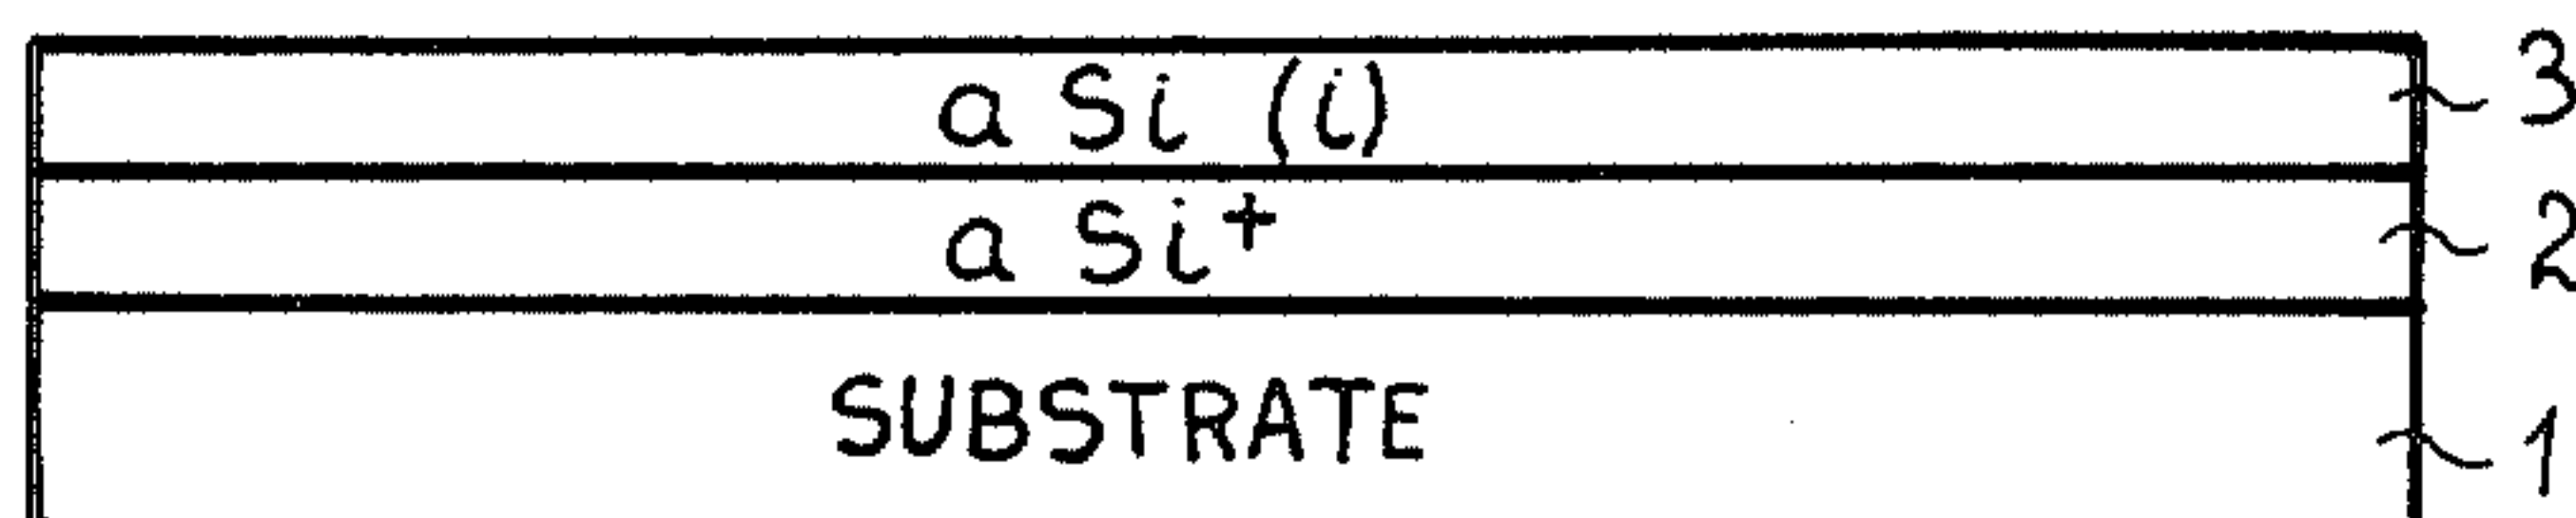 a Si (i) 3
a Si⁺ 2
SUBSTRATE 1